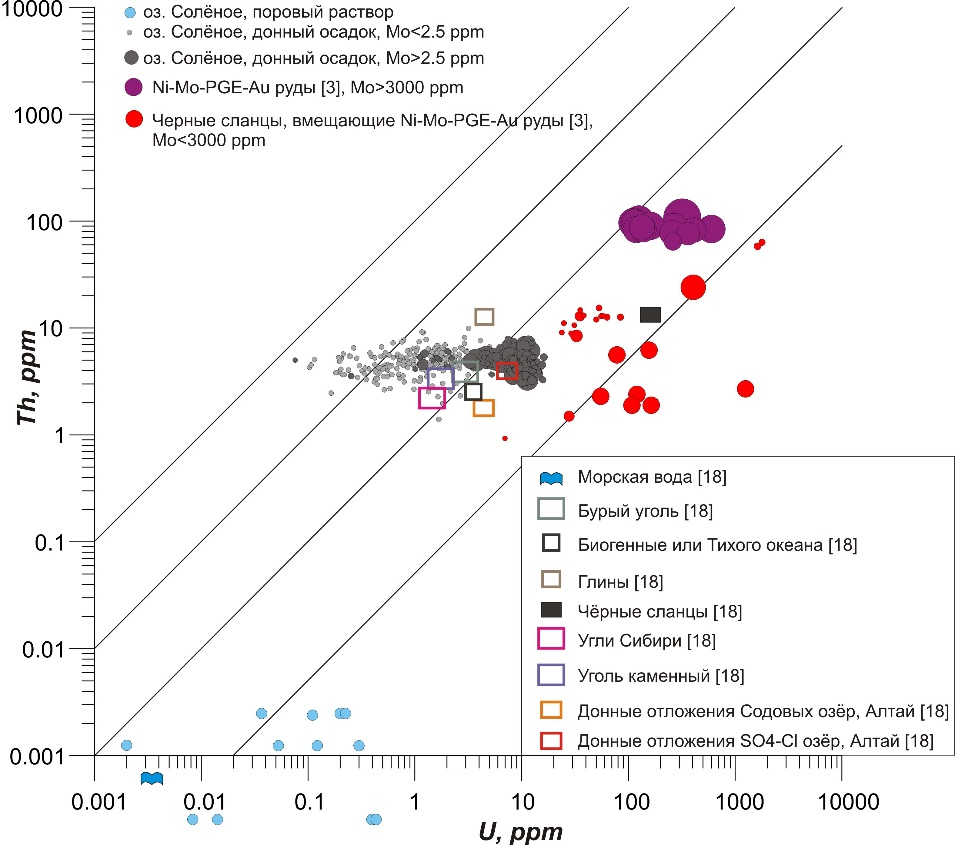 оз. Солёное, поровый раствор
оз. Солёное, донный осадок, Mo<2.5 ppm
оз. Солёное, донный осадок, Mo>2.5 ppm
Ni-Mo-PGE-Au руды [3], Mo>3000 ppm
Черные сланцы, вмещающие Ni-Mo-PGE-Au руды [3],
Mo<3000 ppm
10000
1000
100
10
1
0.1
0.01
0.001
Th, ppm
Морская вода [18]
Бурый уголь [18]
Биогенные или Тихого океана [18]
Глины [18]
Чёрные сланцы [18]
Угли Сибири [18]
Уголь каменный [18]
Донные отложения Содовых озёр, Алтай [18]
Донные отложения SO4-Cl озёр, Алтай [18]
0.001 0.01 0.1 1 10 100 1000 10000
U, ppm